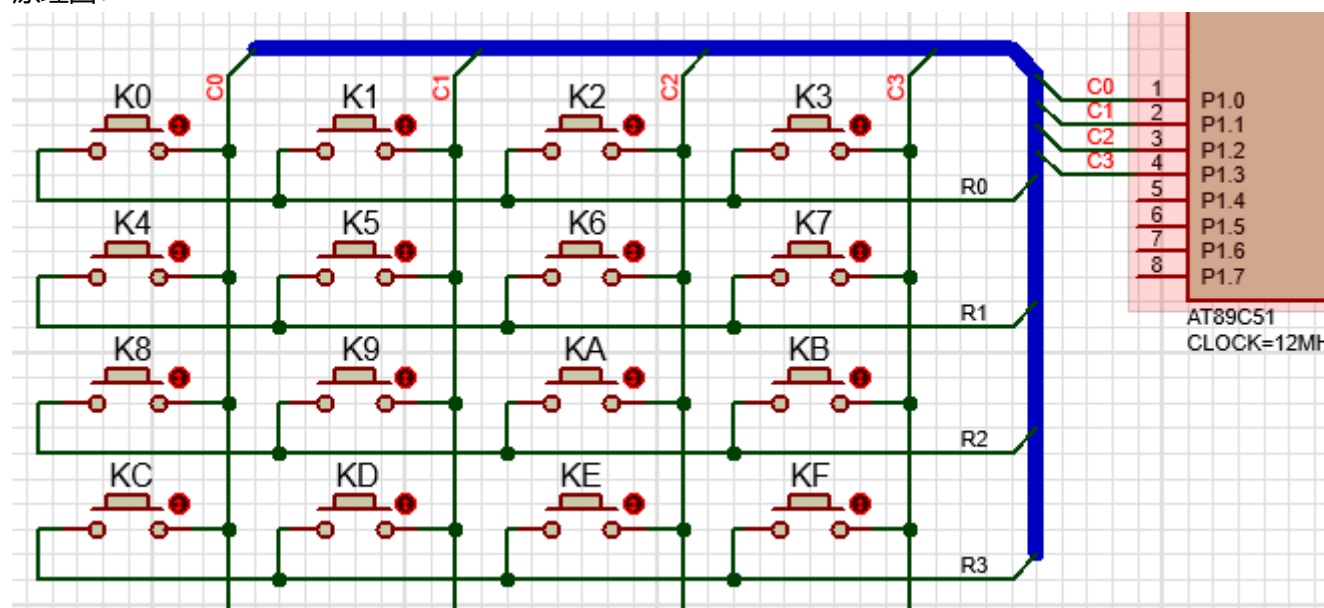 C0 C1 C2 C3
K0 K1 K2 K3
R0
K4 K5 K6 K7
R1
K8 K9 KA KB
R2
KC KD KE KF
R3
C0 1 P1.0
C1 2 P1.1
C2 3 P1.2
C3 4 P1.3
5 P1.4
6 P1.5
7 P1.6
8 P1.7
AT89C51